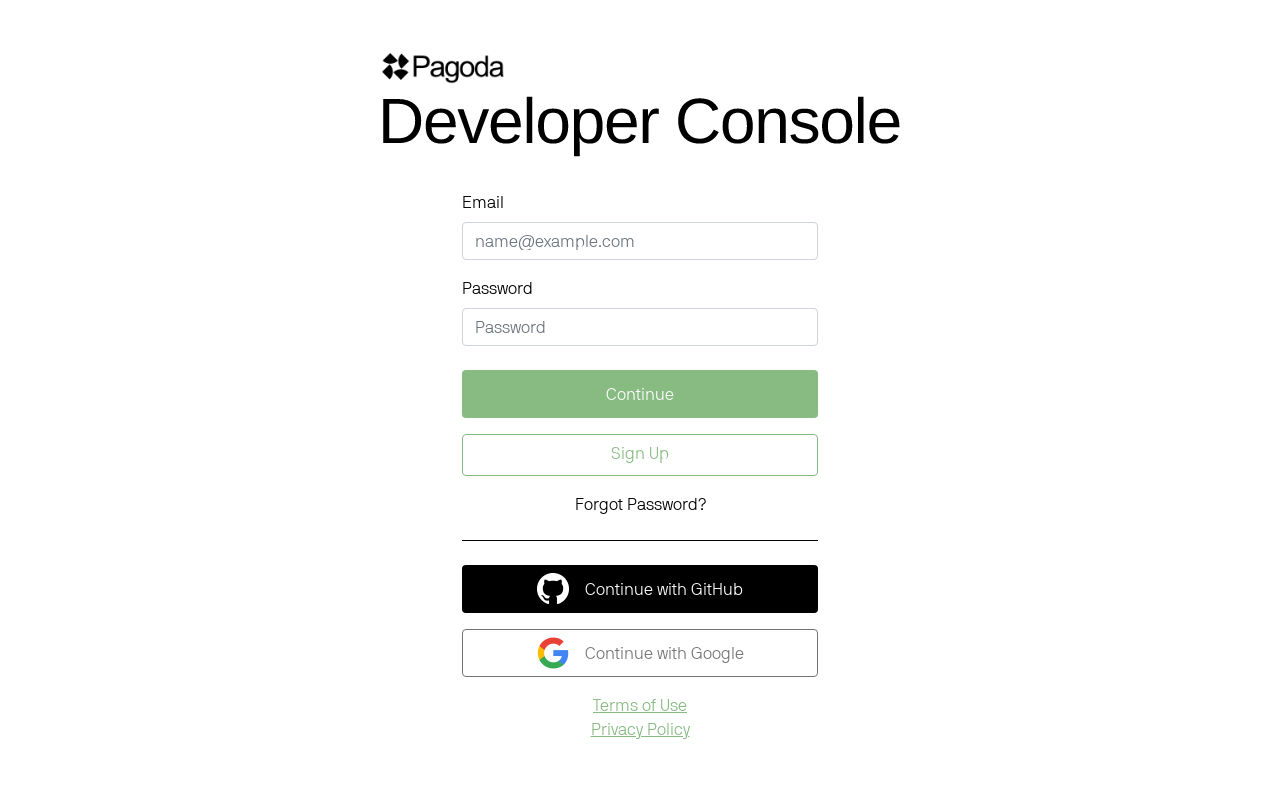 Pagoda
Developer Console
Email
name@example.com
Password
Password
Continue
Sign Up
Forgot Password?
Continue with GitHub
Continue with Google
Terms of Use
Privacy Policy